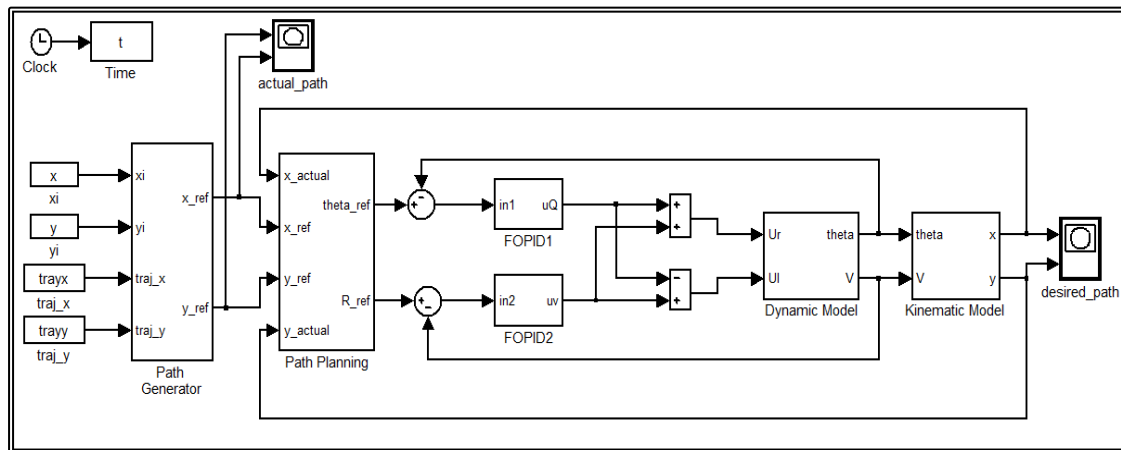 t
Clock
Time
actual_path
x
xi
y
yi
trayx
traj_x
trayy
traj_y
xi
yi
traj_x
traj_y
x_ref
y_ref
Path
Generator
x_actual
x_ref
y_ref
y_actual
theta_ref
R_ref
Path Planning
+
-
+
-
in1
uQ
FOPID1
in2
uv
FOPID2
+
+
-
+
Ur
Ul
theta
V
Dynamic Model
theta
V
x
y
Kinematic Model
desired_path